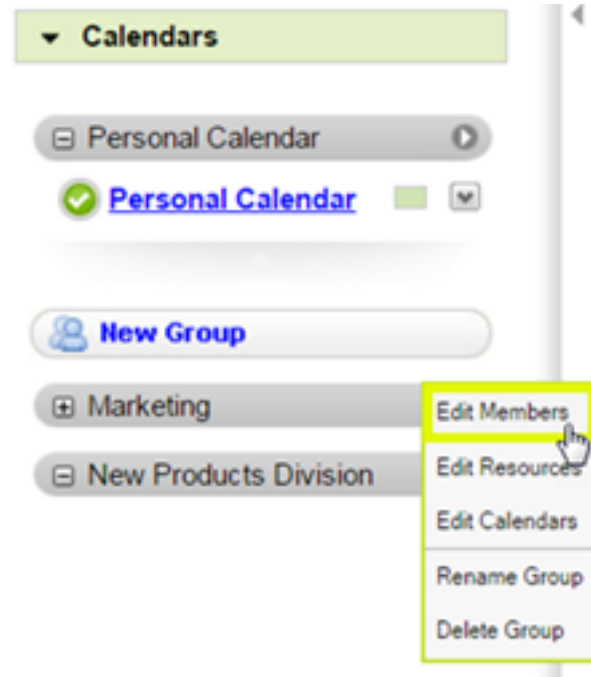 Calendars
Personal Calendar
Personal Calendar
New Group
Marketing
New Products Division
Edit Members
Edit Resources
Edit Calendars
Rename Group
Delete Group